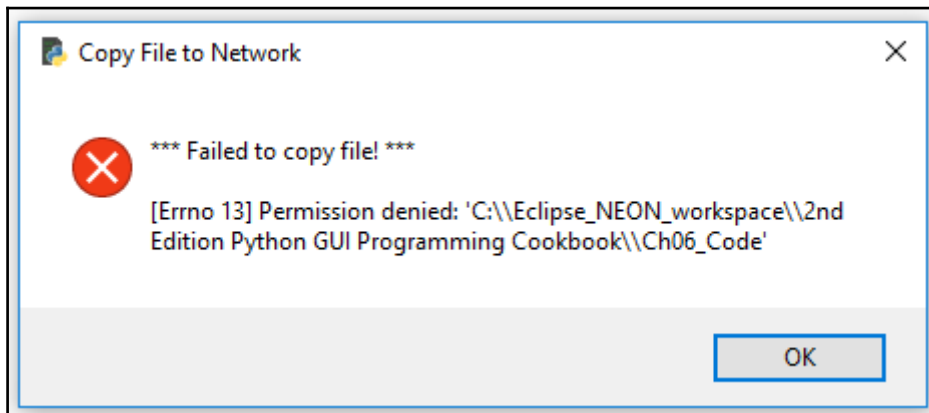 Copy File to Network
*** Failed to copy file! ***
[Errno 13] Permission denied: 'C:\\Eclipse_NEON_workspace\\2nd
Edition Python GUI Programming Cookbook\\Ch06_Code'
OK